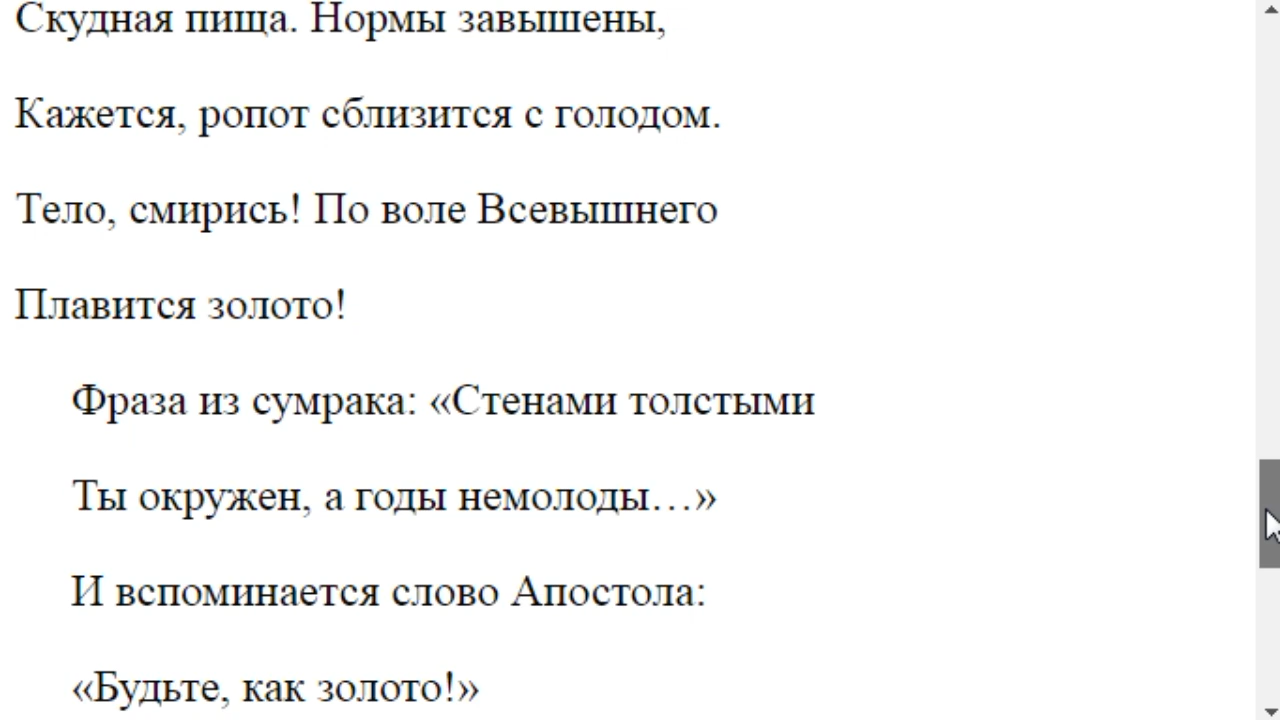 Скудная пища. Нормы завышены,
Кажется, ропот сблизится с голодом.
Тело, смирись! По воле Всевышнего
Плавится золото!
Фраза из сумрака: «Стенами толстыми
Ты окружен, а годы немолоды…»
И вспоминается слово Апостола:
«Будьте, как золото!»